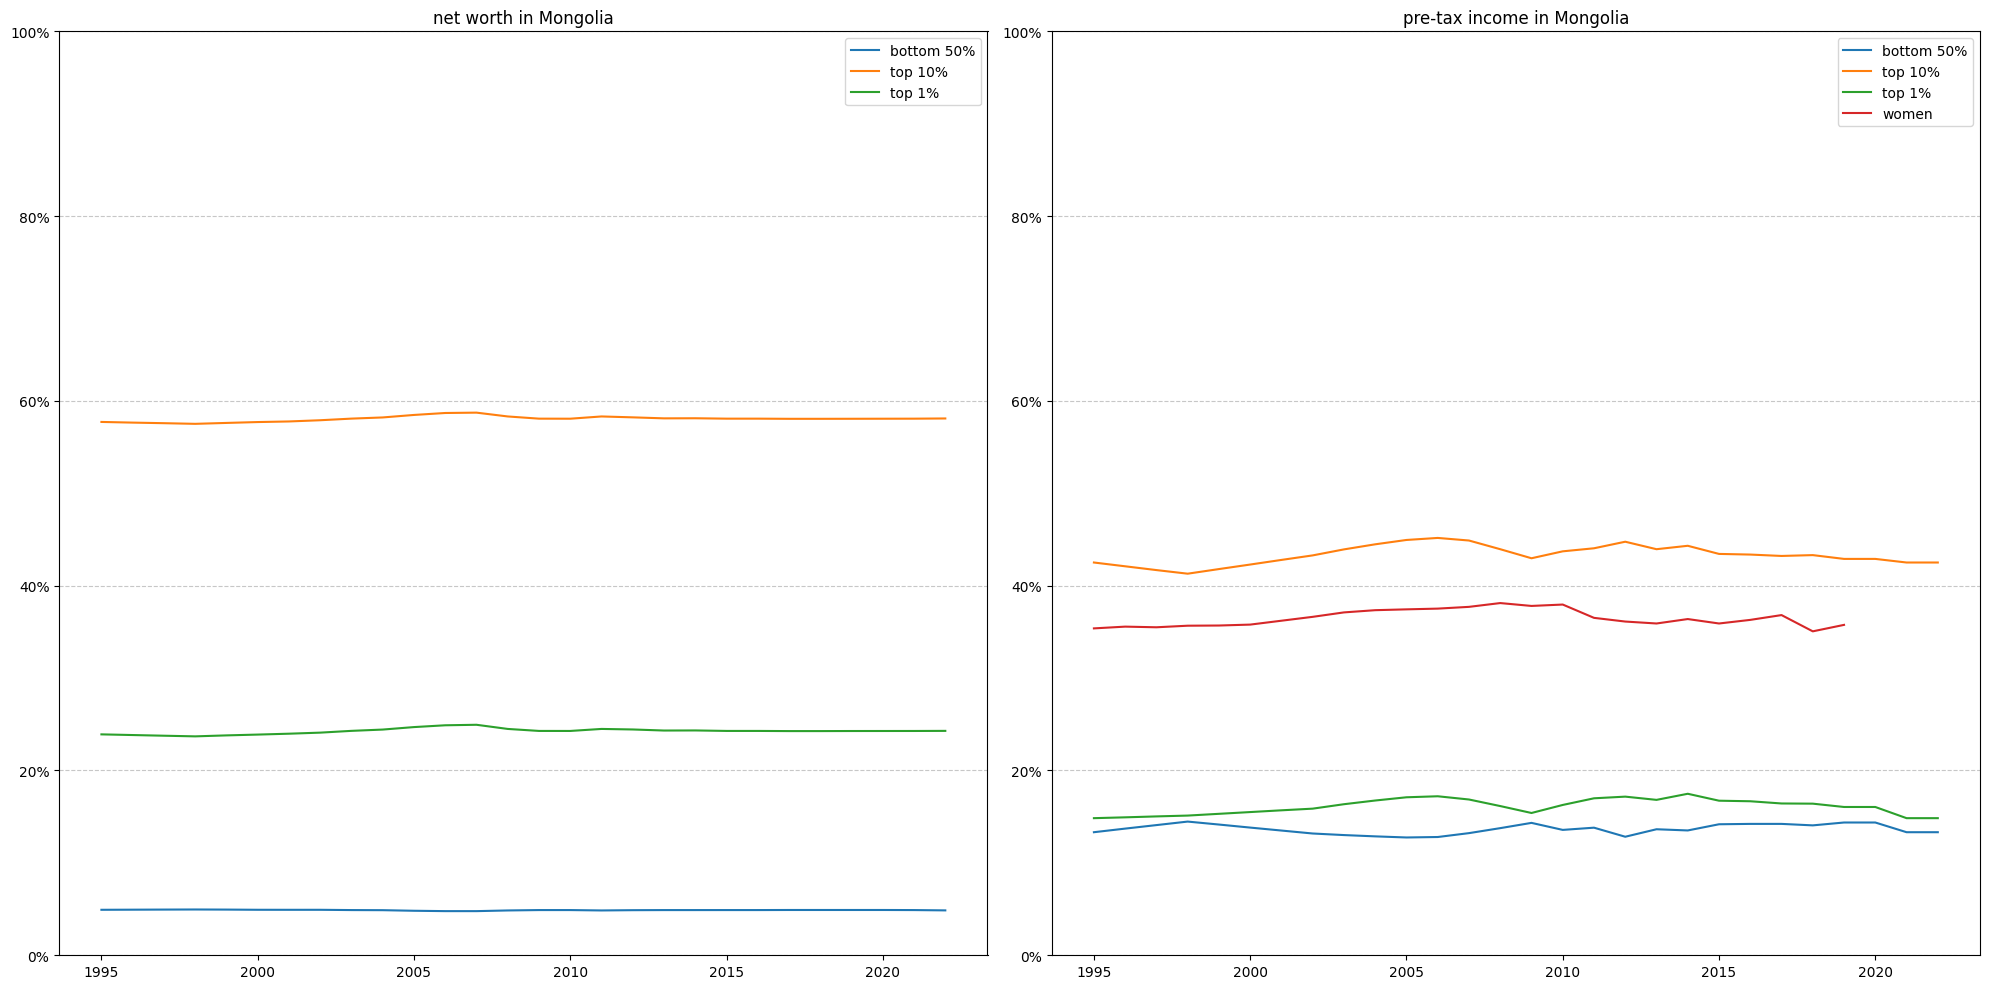 net worth in Mongolia
100%
80%
60%
40%
20%
0%
1995 2000 2005 2010 2015 2020
bottom 50%
top 10%
top 1%
pre-tax income in Mongolia
100%
80%
60%
40%
20%
0%
1995 2000 2005 2010 2015 2020
bottom 50%
top 10%
top 1%
women